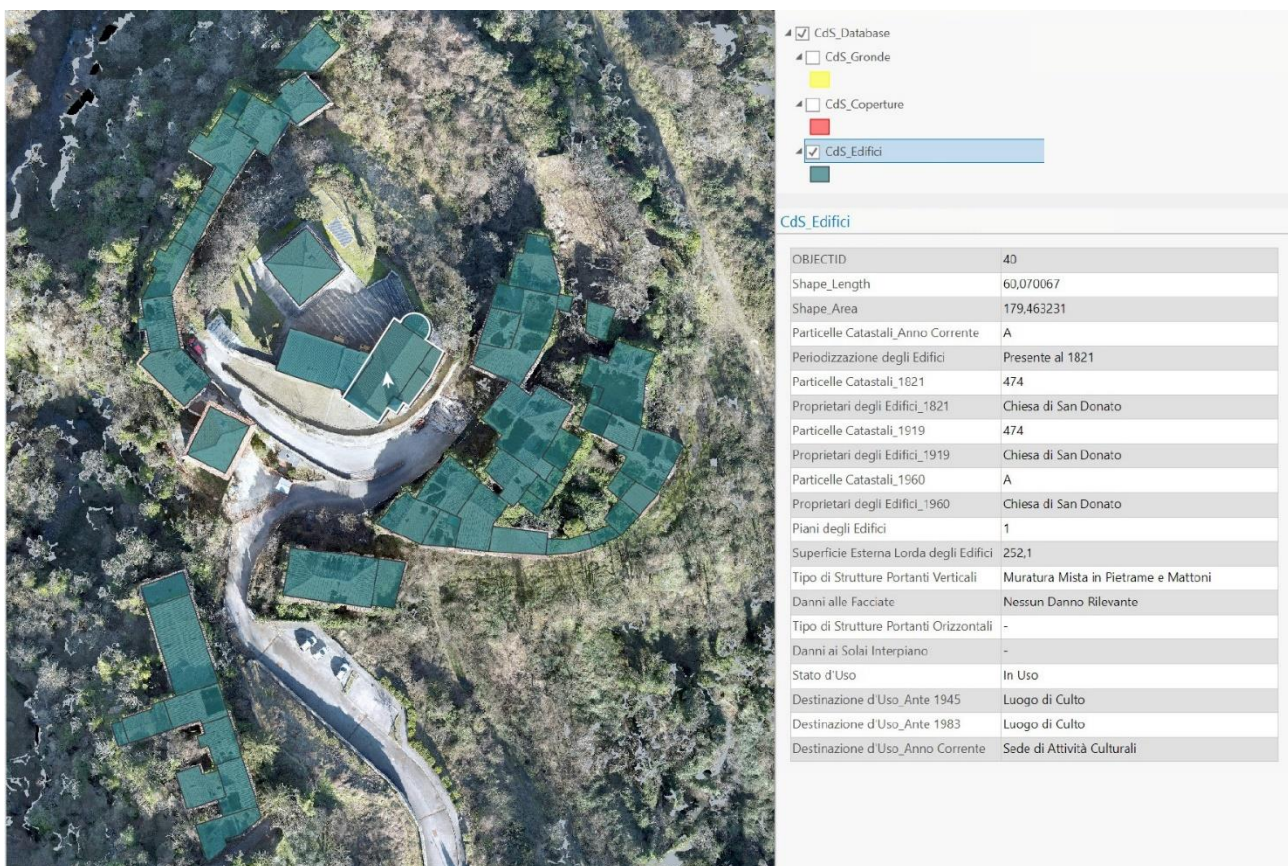 CdS_Database
CdS_Gronde
CdS_Coperture
CdS_Edifici
CdS_Edifici
OBJECTID 40
Shape_Length 60,070067
Shape_Area 179,463231
Particelle Catastali_Anno Corrente A
Periodizzazione degli Edifici Presente al 1821
Particelle Catastali_1821 474
Proprietari degli Edifici_1821 Chiesa di San Donato
Particelle Catastali_1919 474
Proprietari degli Edifici_1919 Chiesa di San Donato
Particelle Catastali_1960 A
Proprietari degli Edifici_1960 Chiesa di San Donato
Piani degli Edifici 1
Superficie Esterna Lorda degli Edifici 252,1
Tipo di Strutture Portanti Verticali Muratura Mista in Pietrame e Mattoni
Danni alle Facciate Nessun Danno Rilevante
Tipo di Strutture Portanti Orizzontali -
Danni ai Solai Interpiano -
Stato d'Uso In Uso
Destinazione d'Uso_Ante 1945 Luogo di Culto
Destinazione d'Uso_Ante 1983 Luogo di Culto
Destinazione d'Uso_Anno Corrente Sede di Attività Culturali